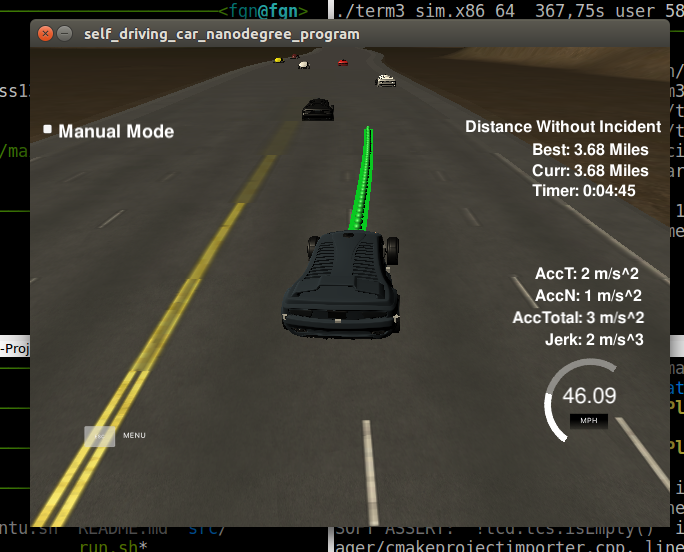 <fgn@fgn> ./term3_sim.x86_64 367,75s user 58
self_driving_car_nanodegree_program
Manual Mode
Distance Without Incident
Best: 3.68 Miles
Curr: 3.68 Miles
Timer: 0:04:45
AccT: 2 m/s^2
AccN: 1 m/s^2
AccTotal: 3 m/s^2
Jerk: 2 m/s^3
46.09
MPH
MENU
-Proj
ntu.sh README.md src/
run.sh*
SOFT ASSERT: "!tcd.tcs.isEmpty()" i
ager/cmakeprojectimporter.cpp, line